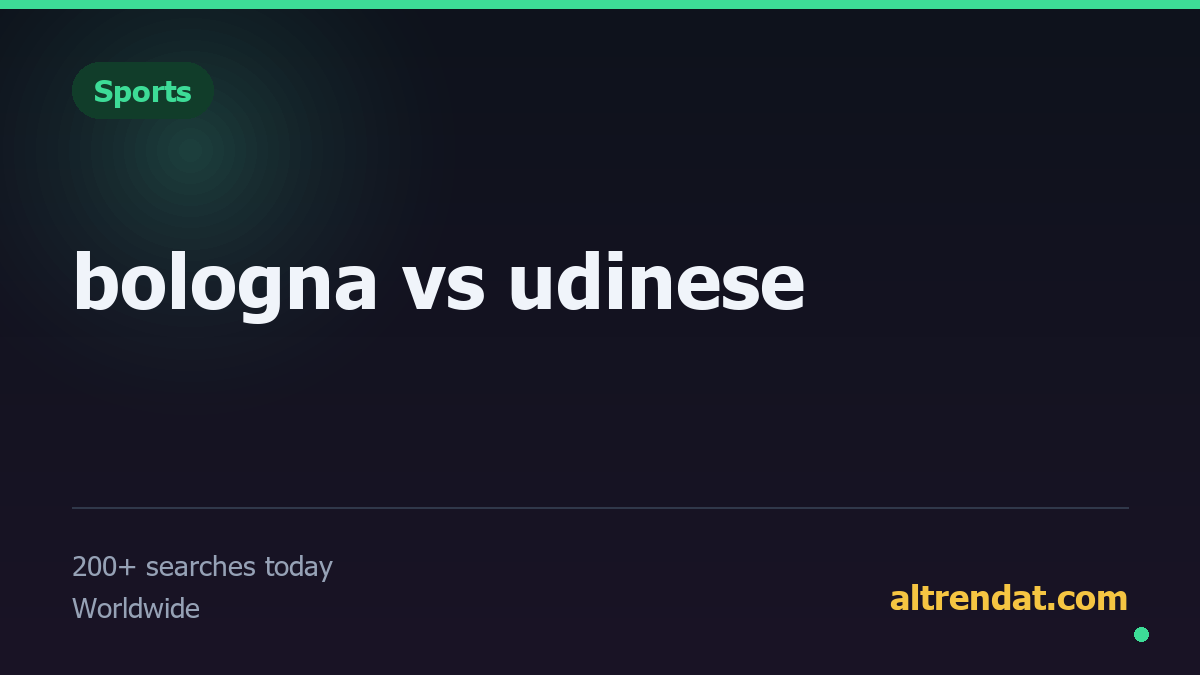 Sports
bologna vs udinese
200+ searches today
Worldwide
altrendat.com